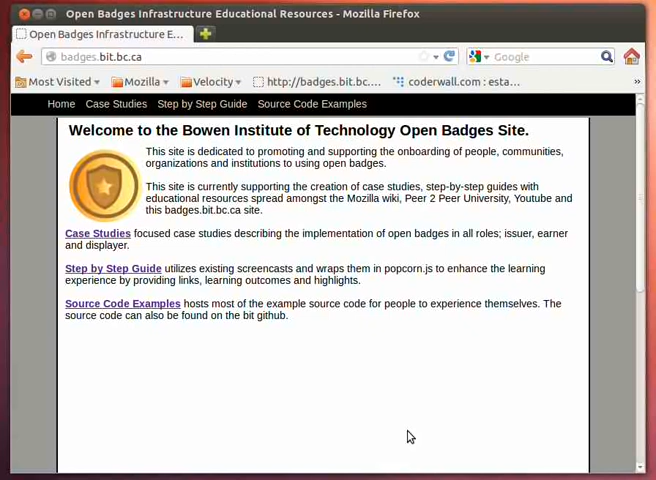 Open Badges Infrastructure Educational Resources - Mozilla Firefox
Open Badges Infrastructure E...
badges.bit.bc.ca
Google
Most Visited
Mozilla
Velocity
http://badges.bit.bc....
coderwall.com : esta...
»
Home Case Studies Step by Step Guide Source Code Examples
Welcome to the Bowen Institute of Technology Open Badges Site.
This site is dedicated to promoting and supporting the onboarding of people, communities,
organizations and institutions to using open badges.
This site is currently supporting the creation of case studies, step-by-step guides with
educational resources spread amongst the Mozilla wiki, Peer 2 Peer University, Youtube and
this badges.bit.bc.ca site.
Case Studies focused case studies describing the implementation of open badges in all roles; issuer, earner
and displayer.
Step by Step Guide utilizes existing screencasts and wraps them in popcorn.js to enhance the learning
experience by providing links, learning outcomes and highlights.
Source Code Examples hosts most of the example source code for people to experience themselves. The
source code can also be found on the bit github.